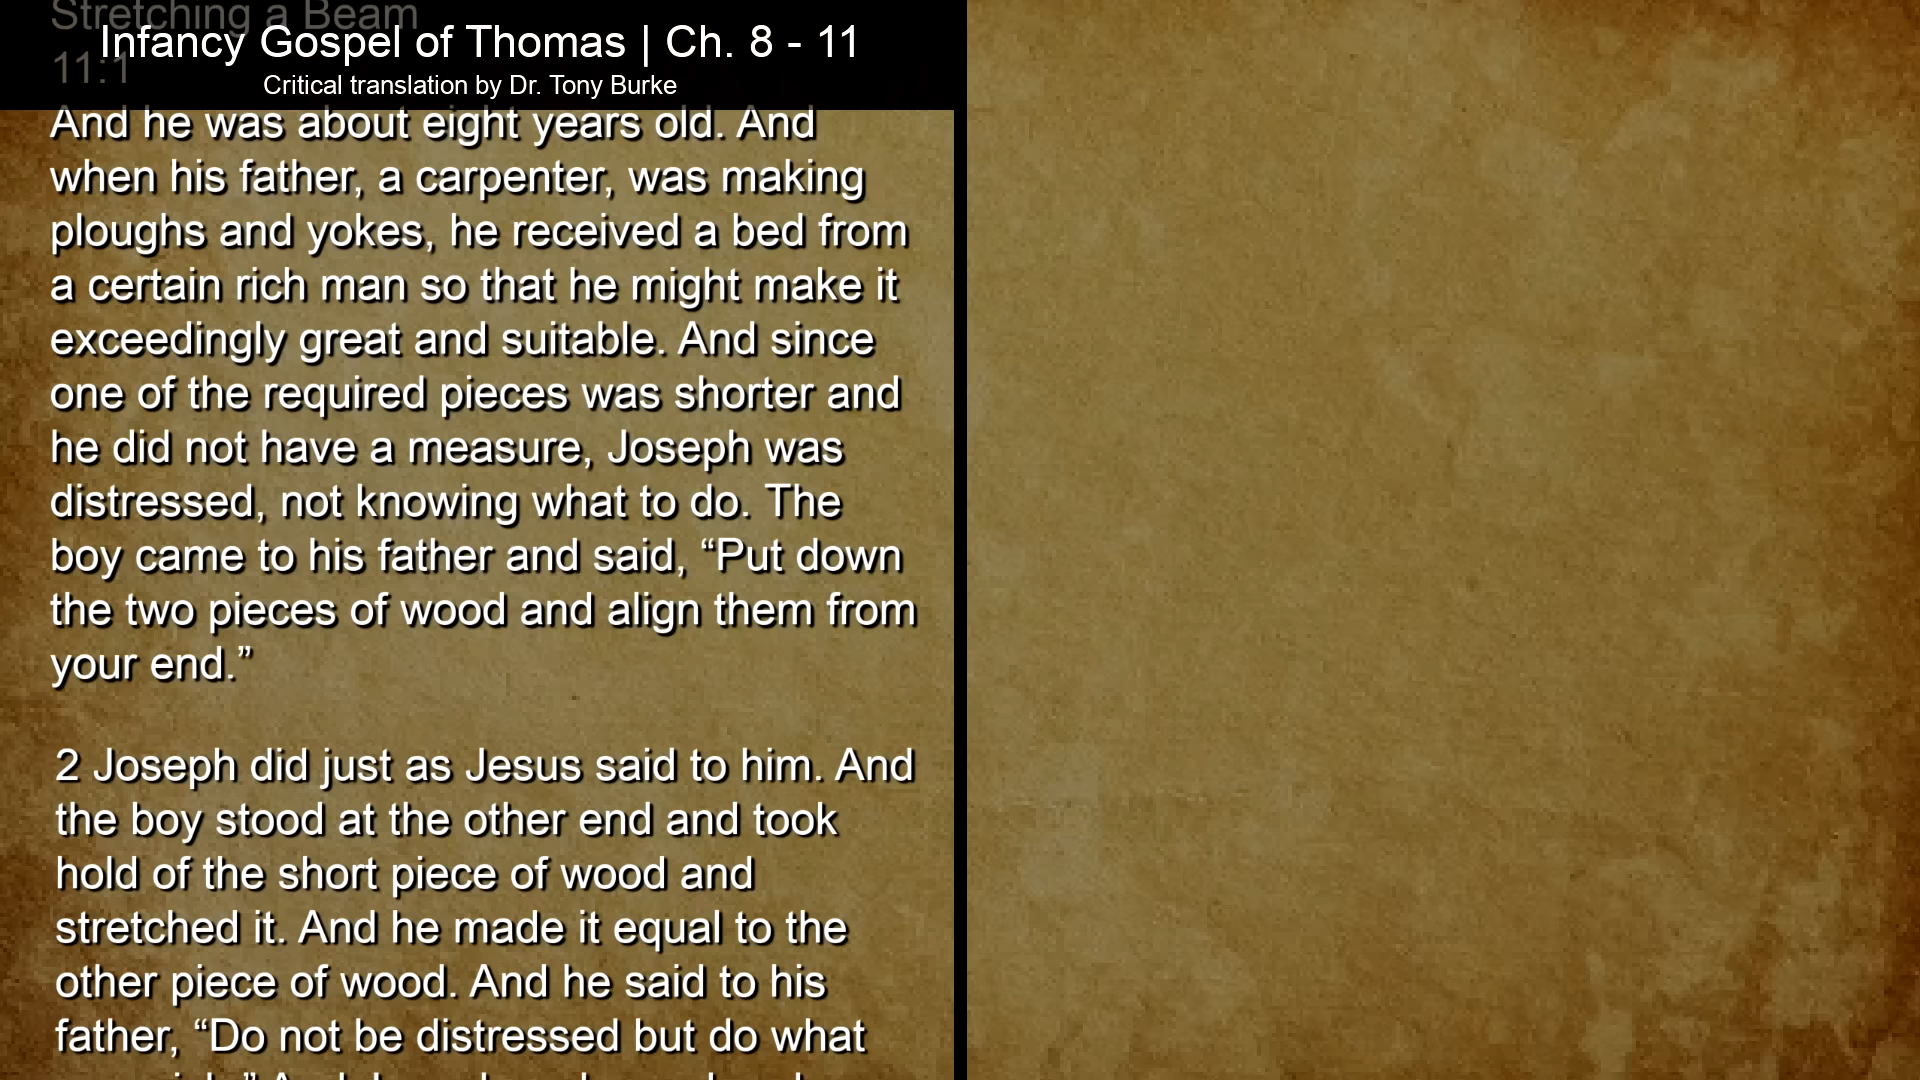 Stretching a Beam
Infancy Gospel of Thomas | Ch. 8 - 11
11:1
Critical translation by Dr. Tony Burke
And he was about eight years old. And
when his father, a carpenter, was making
ploughs and yokes, he received a bed from
a certain rich man so that he might make it
exceedingly great and suitable. And since
one of the required pieces was shorter and
he did not have a measure, Joseph was
distressed, not knowing what to do. The
boy came to his father and said, “Put down
the two pieces of wood and align them from
your end.”
2 Joseph did just as Jesus said to him. And
the boy stood at the other end and took
hold of the short piece of wood and
stretched it. And he made it equal to the
other piece of wood. And he said to his
father, “Do not be distressed but do what